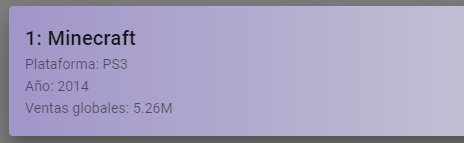 1: Minecraft
Plataforma: PS3
Año: 2014
Ventas globales: 5.26M